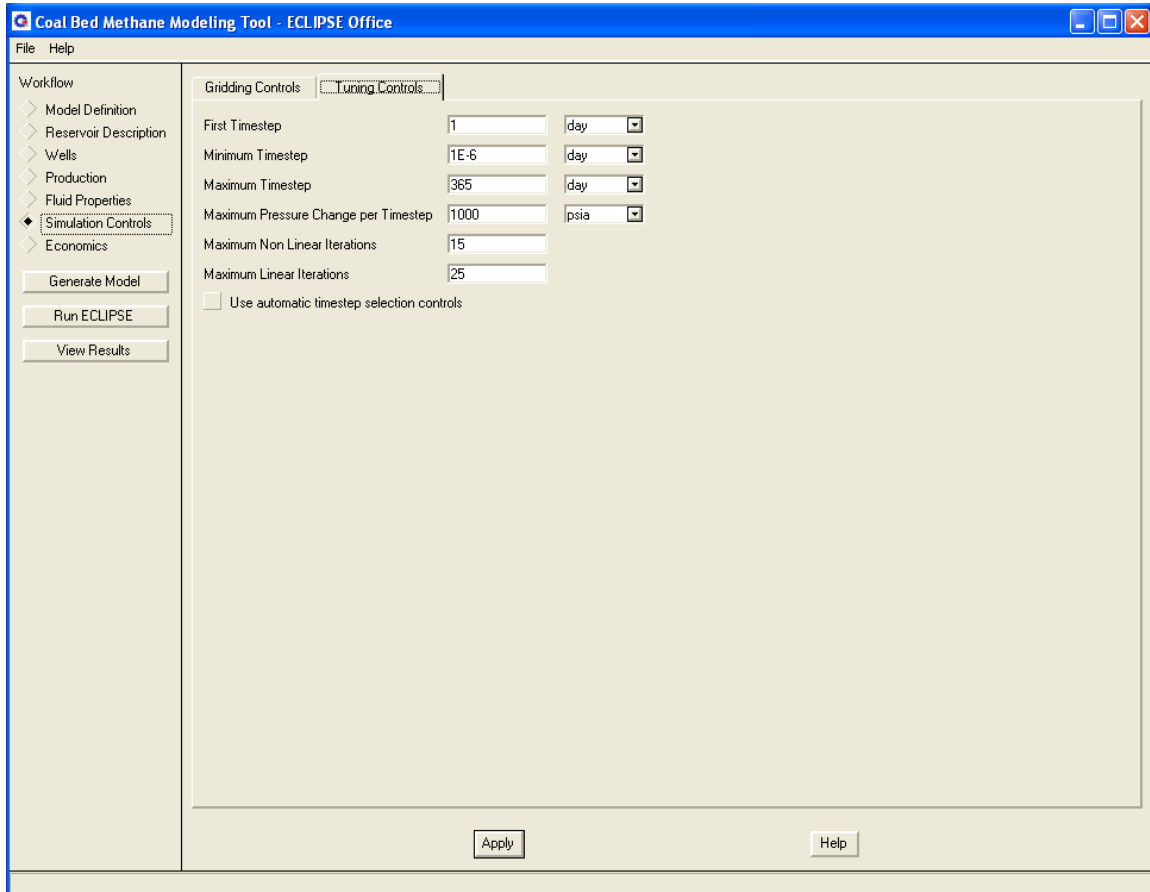 Coal Bed Methane Modeling Tool - ECLIPSE Office
File Help
Workflow
Model Definition
Reservoir Description
Wells
Production
Fluid Properties
Simulation Controls
Economics
Generate Model
Run ECLIPSE
View Results
Gridding Controls Tuning Controls
First Timestep 1 day
Minimum Timestep 1E-6 day
Maximum Timestep 365 day
Maximum Pressure Change per Timestep 1000 psia
Maximum Non Linear Iterations 15
Maximum Linear Iterations 25
Use automatic timestep selection controls
Apply Help